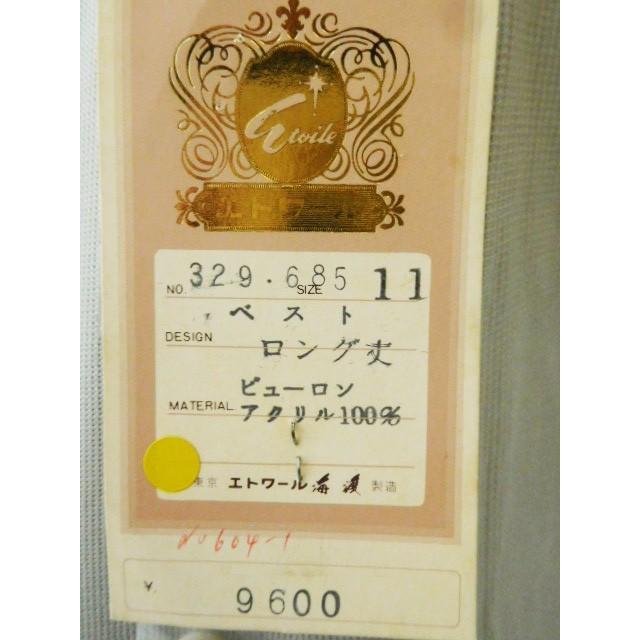 Etoile
エトワール
NO. 329.685 SIZE 11
ベスト
DESIGN ロング丈
ピューロン
MATERIAL アクリル100%
東京 エトワール海渡 製造
¥ 9600